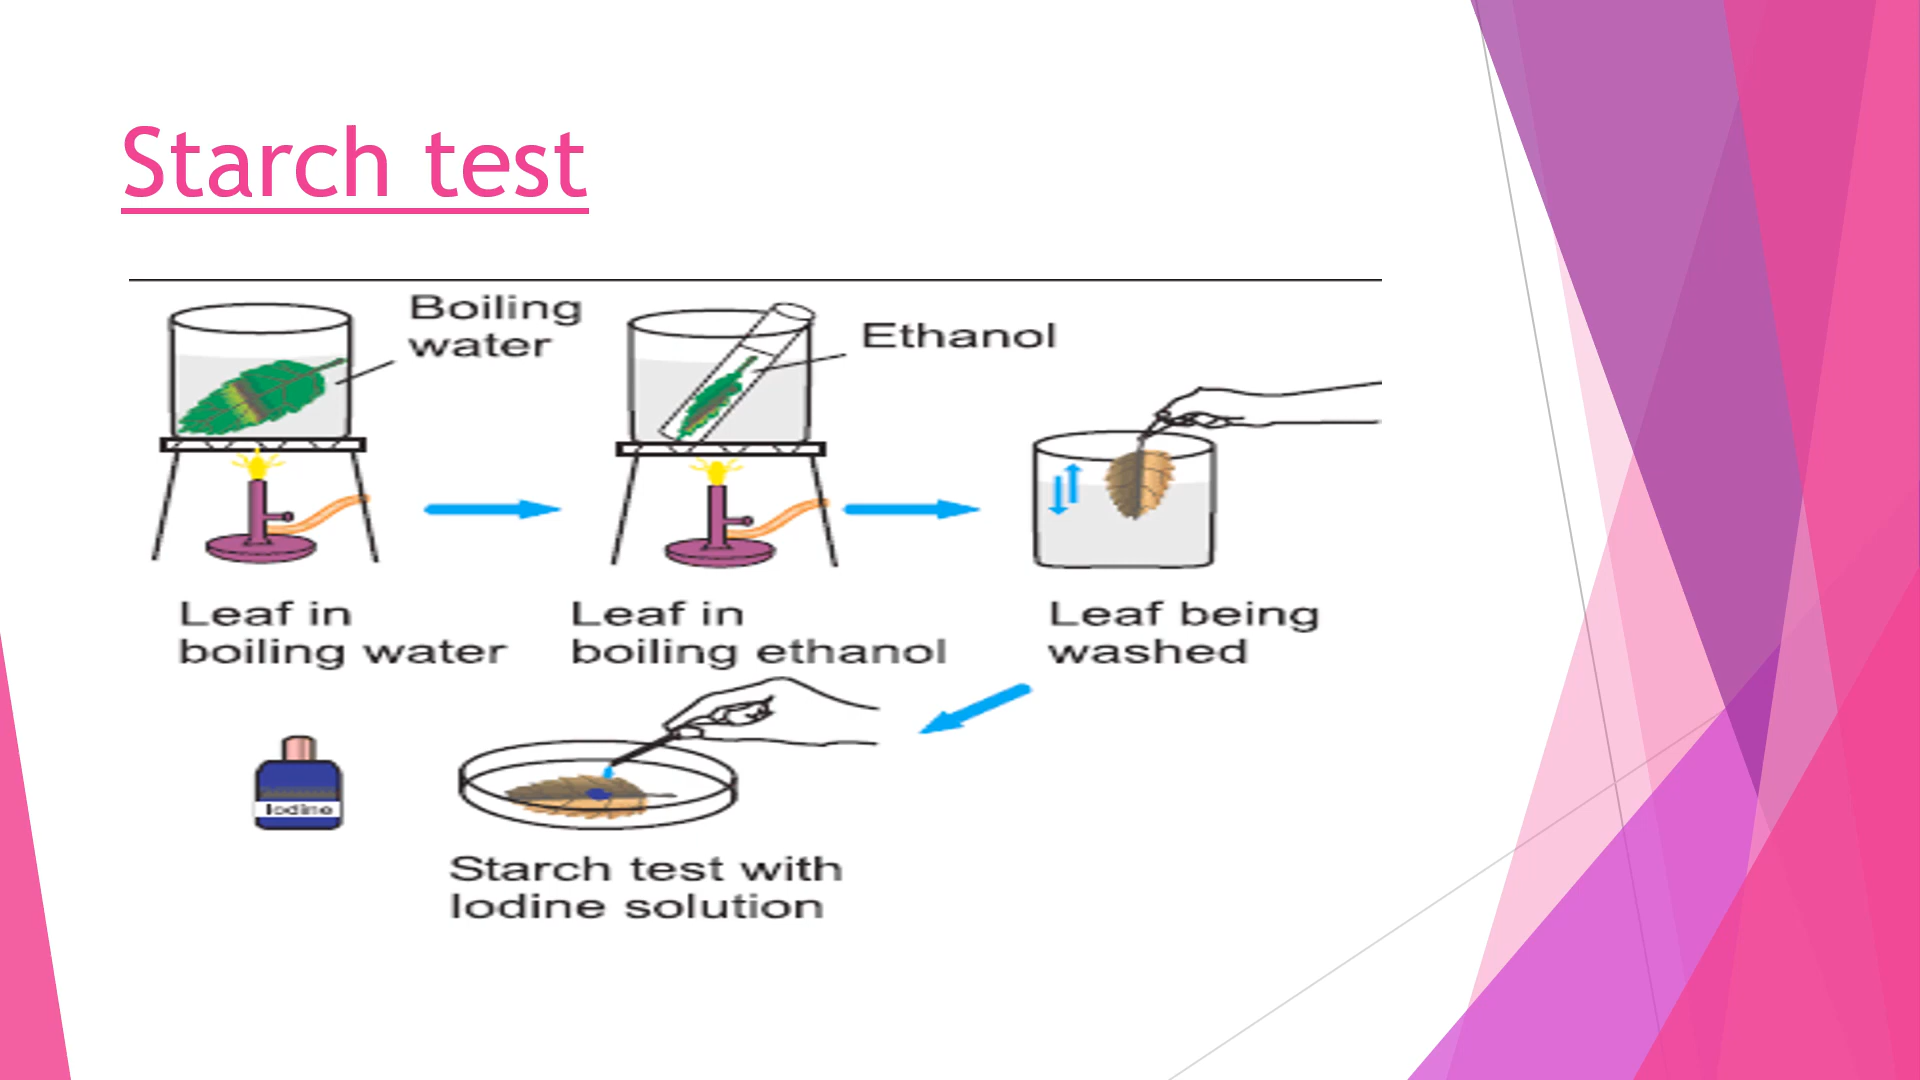 Starch test
Boiling
water
Ethanol
Leaf in
boiling water
Leaf in
boiling ethanol
Leaf being
washed
Iodine
Starch test with
Iodine solution